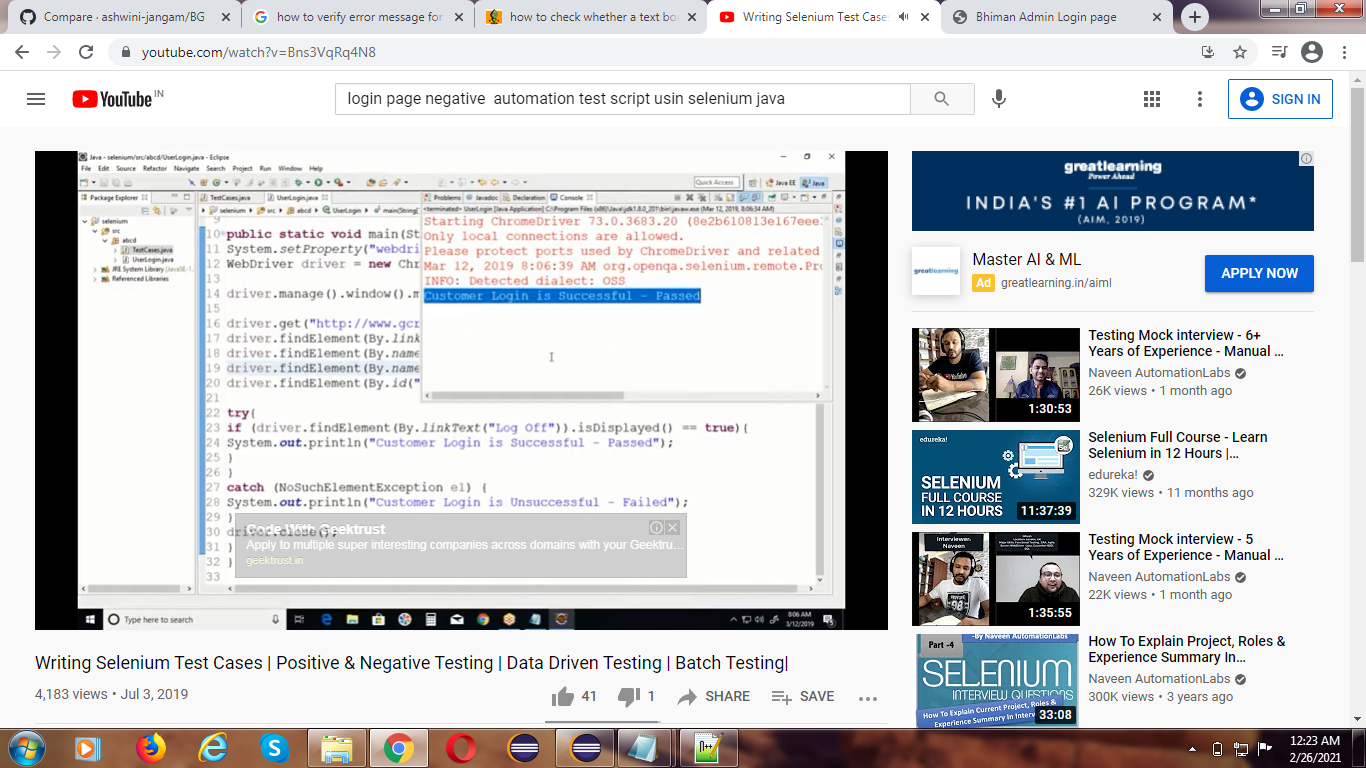 Compare · ashwini-jangam/BG
how to verify error message for
how to check whether a text bo
Writing Selenium Test Cases
Bhiman Admin Login page
youtube.com/watch?v=Bns3VqRq4N8
YouTube IN
login page negative automation test script usin selenium java
SIGN IN
Java - selenium/src/abcd/UserLogin.java - Eclipse
File Edit Source Refactor Navigate Search Project Run Window Help
Quick Access
Java EE
Java
Package Explorer
TestCases.java
UserLogin.java
Problems
Javadoc
Declaration
Console
selenium
src
abcd
TestCases.java
UserLogin.java
JRE System Library [JavaSE-1.
Referenced Libraries
selenium src abcd UserLogin main(String[
<terminated> UserLogin [Java Application] C:\Program Files\Java\jdk1.8.0_201\bin\javaw.exe (Mar 12, 2019, 8:06:34 AM)
Starting ChromeDriver 73.0.3683.20 (8e2b610813e167eee
Only local connections are allowed.
Please protect ports used by ChromeDriver and related
Mar 12, 2019 8:06:39 AM org.openqa.selenium.remote.Pro
INFO: Detected dialect: OSS
Customer Login is Successful - Passed
9
10 public static void main(St
11 System.setProperty("webdri
12 WebDriver driver = new Chr
13
14 driver.manage().window().m
15
16 driver.get("http://www.gcr
17 driver.findElement(By.link
18 driver.findElement(By.name
19 driver.findElement(By.name
20 driver.findElement(By.id("
21
22 try{
23 if (driver.findElement(By.linkText("Log Off")).isDisplayed() == true){
24 System.out.println("Customer Login is Successful - Passed");
25 }
26 }
27 catch (NoSuchElementException e1) {
28 System.out.println("Customer Login is Unsuccessful - Failed");
29 }
30 driver.close();
31 }
32 }
33
Code With Geektrust
Apply to multiple super interesting companies across domains with your Geektru...
geektrust.in
Type here to search
8:06 AM
3/12/2019
Writing Selenium Test Cases | Positive & Negative Testing | Data Driven Testing | Batch Testing|
4,183 views • Jul 3, 2019
41
1
SHARE
SAVE
greatlearning
Power Ahead
INDIA'S #1 AI PROGRAM*
(AIM, 2019)
greatlearning
Master AI & ML
Ad greatlearning.in/aiml
APPLY NOW
1:30:53
Testing Mock interview - 6+
Years of Experience - Manual ...
Naveen AutomationLabs
26K views • 1 month ago
edureka!
SELENIUM
FULL COURSE
IN 12 HOURS
11:37:39
Selenium Full Course - Learn
Selenium in 12 Hours |...
edureka!
329K views • 11 months ago
Interviewer:
Naveen
1:35:55
Testing Mock interview - 5
Years of Experience - Manual ...
Naveen AutomationLabs
22K views • 1 month ago
Part -4
-By Naveen AutomationLabs
SELENIUM
INTERVIEW QUESTIONS
How To Explain Current Project, Roles &
Experience Summary In Interview
33:08
How To Explain Project, Roles &
Experience Summary In...
Naveen AutomationLabs
300K views • 3 years ago
12:23 AM
2/26/2021